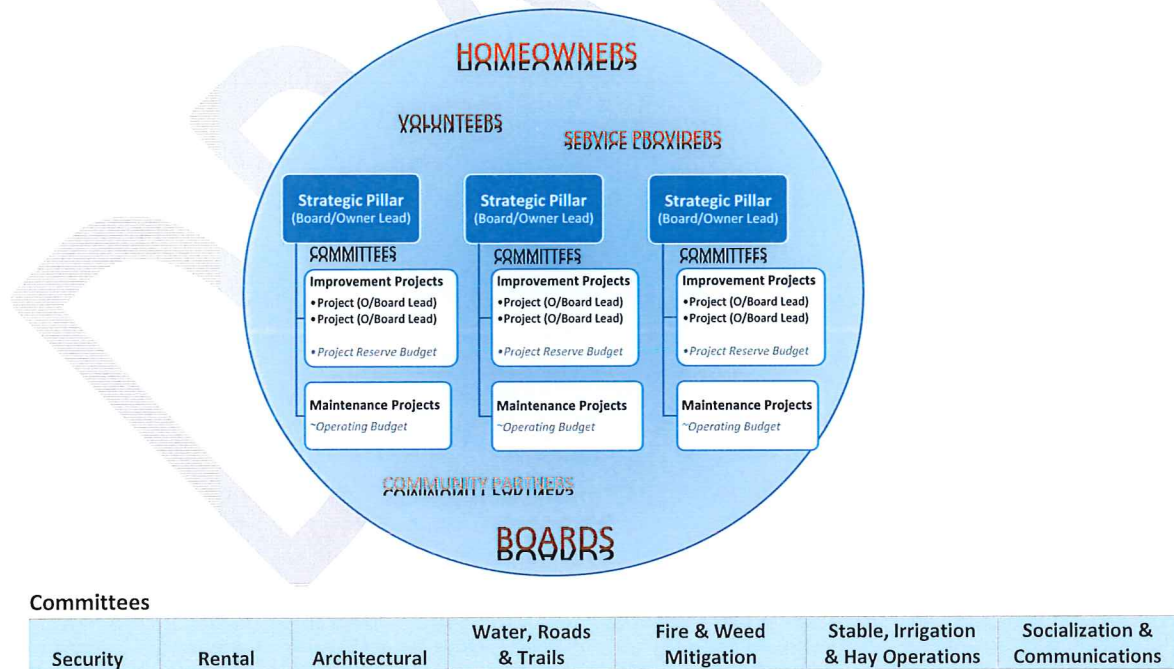 HOMEOWNERS
VOLUNTEERS
SERVICE PROVIDERS
Strategic Pillar
(Board/Owner Lead)
COMMITTEES
Improvement Projects
•Project (O/Board Lead)
•Project (O/Board Lead)
•Project Reserve Budget
Maintenance Projects
~Operating Budget
Strategic Pillar
(Board/Owner Lead)
COMMITTEES
Improvement Projects
•Project (O/Board Lead)
•Project (O/Board Lead)
•Project Reserve Budget
Maintenance Projects
~Operating Budget
Strategic Pillar
(Board/Owner Lead)
COMMITTEES
Improvement Projects
•Project (O/Board Lead)
•Project (O/Board Lead)
•Project Reserve Budget
Maintenance Projects
~Operating Budget
COMMUNITY PARTNERS
BOARDS
Committees
Security
Rental
Architectural
Water, Roads
& Trails
Fire & Weed
Mitigation
Stable, Irrigation
& Hay Operations
Socialization &
Communications